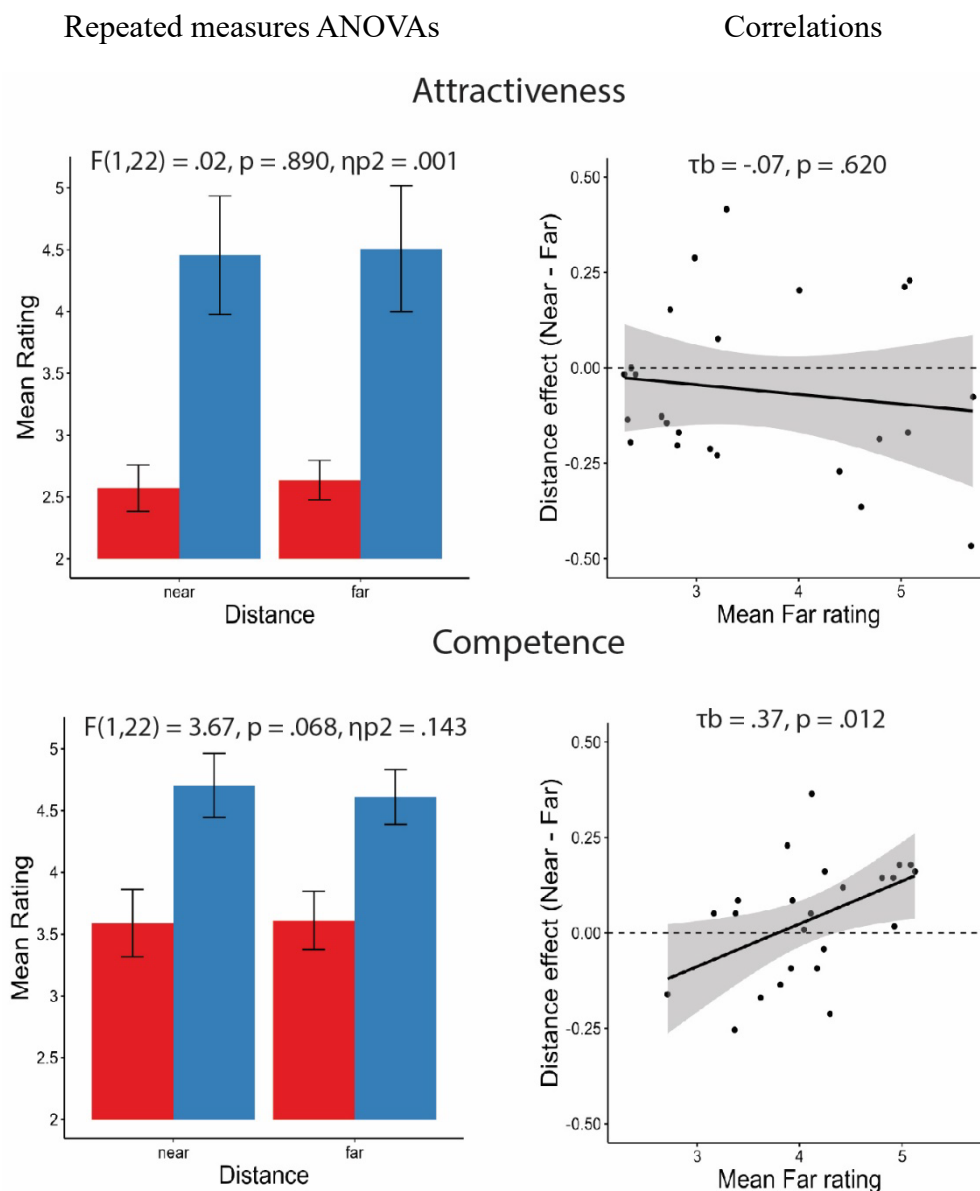 Repeated measures ANOVAs
Correlations
Attractiveness
F(1,22) = .02, p = .890, ηp2 = .001
5
4.5
4
3.5
3
2.5
2
Mean Rating
near
far
Distance
τb = -.07, p = .620
0.50
0.25
0.00
-0.25
-0.50
Distance effect (Near - Far)
3
4
5
Mean Far rating
Competence
F(1,22) = 3.67, p = .068, ηp2 = .143
5
4.5
4
3.5
3
2.5
2
Mean Rating
near
far
Distance
τb = .37, p = .012
0.50
0.25
0.00
-0.25
-0.50
Distance effect (Near - Far)
3
4
5
Mean Far rating